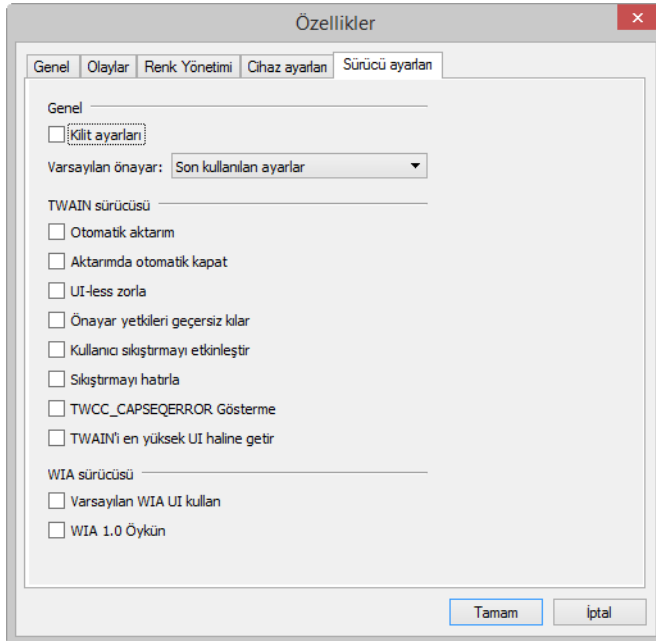 Özellikler
Genel Olaylar Renk Yönetimi Cihaz ayarları Sürücü ayarları
Genel
Kilit ayarları
Varsayılan önayar: Son kullanılan ayarlar
TWAIN sürücüsü
Otomatik aktarım
Aktarımda otomatik kapat
UI-less zorla
Önayar yetkileri geçersiz kılar
Kullanıcı sıkıştırmayı etkinleştir
Sıkıştırmayı hatırla
TWCC_CAPSEQERROR Gösterme
TWAIN'i en yüksek UI haline getir
WIA sürücüsü
Varsayılan WIA UI kullan
WIA 1.0 Öykün
Tamam İptal